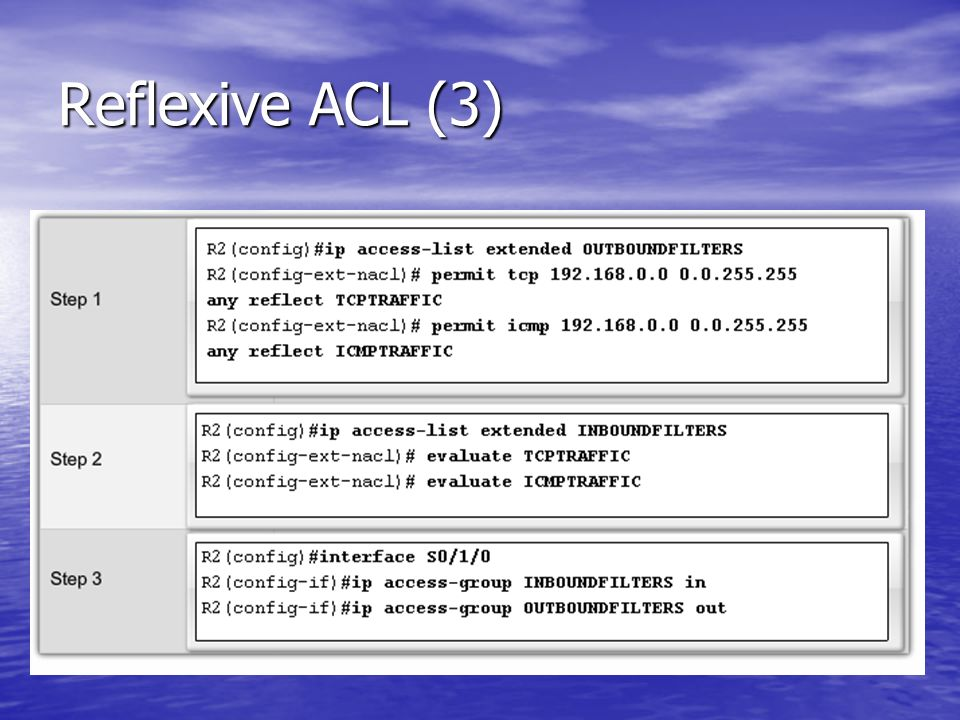 Reflexive ACL (3)
Step 1
R2(config)#ip access-list extended OUTBOUNDFILTERS
R2(config-ext-nacl)# permit tcp 192.168.0.0 0.0.255.255
any reflect TCPTRAFFIC
R2(config-ext-nacl)# permit icmp 192.168.0.0 0.0.255.255
any reflect ICMPTRAFFIC
Step 2
R2(config)#ip access-list extended INBOUNDFILTERS
R2(config-ext-nacl)# evaluate TCPTRAFFIC
R2(config-ext-nacl)# evaluate ICMPTRAFFIC
Step 3
R2(config)#interface S0/1/0
R2(config-if)#ip access-group INBOUNDFILTERS in
R2(config-if)#ip access-group OUTBOUNDFILTERS out